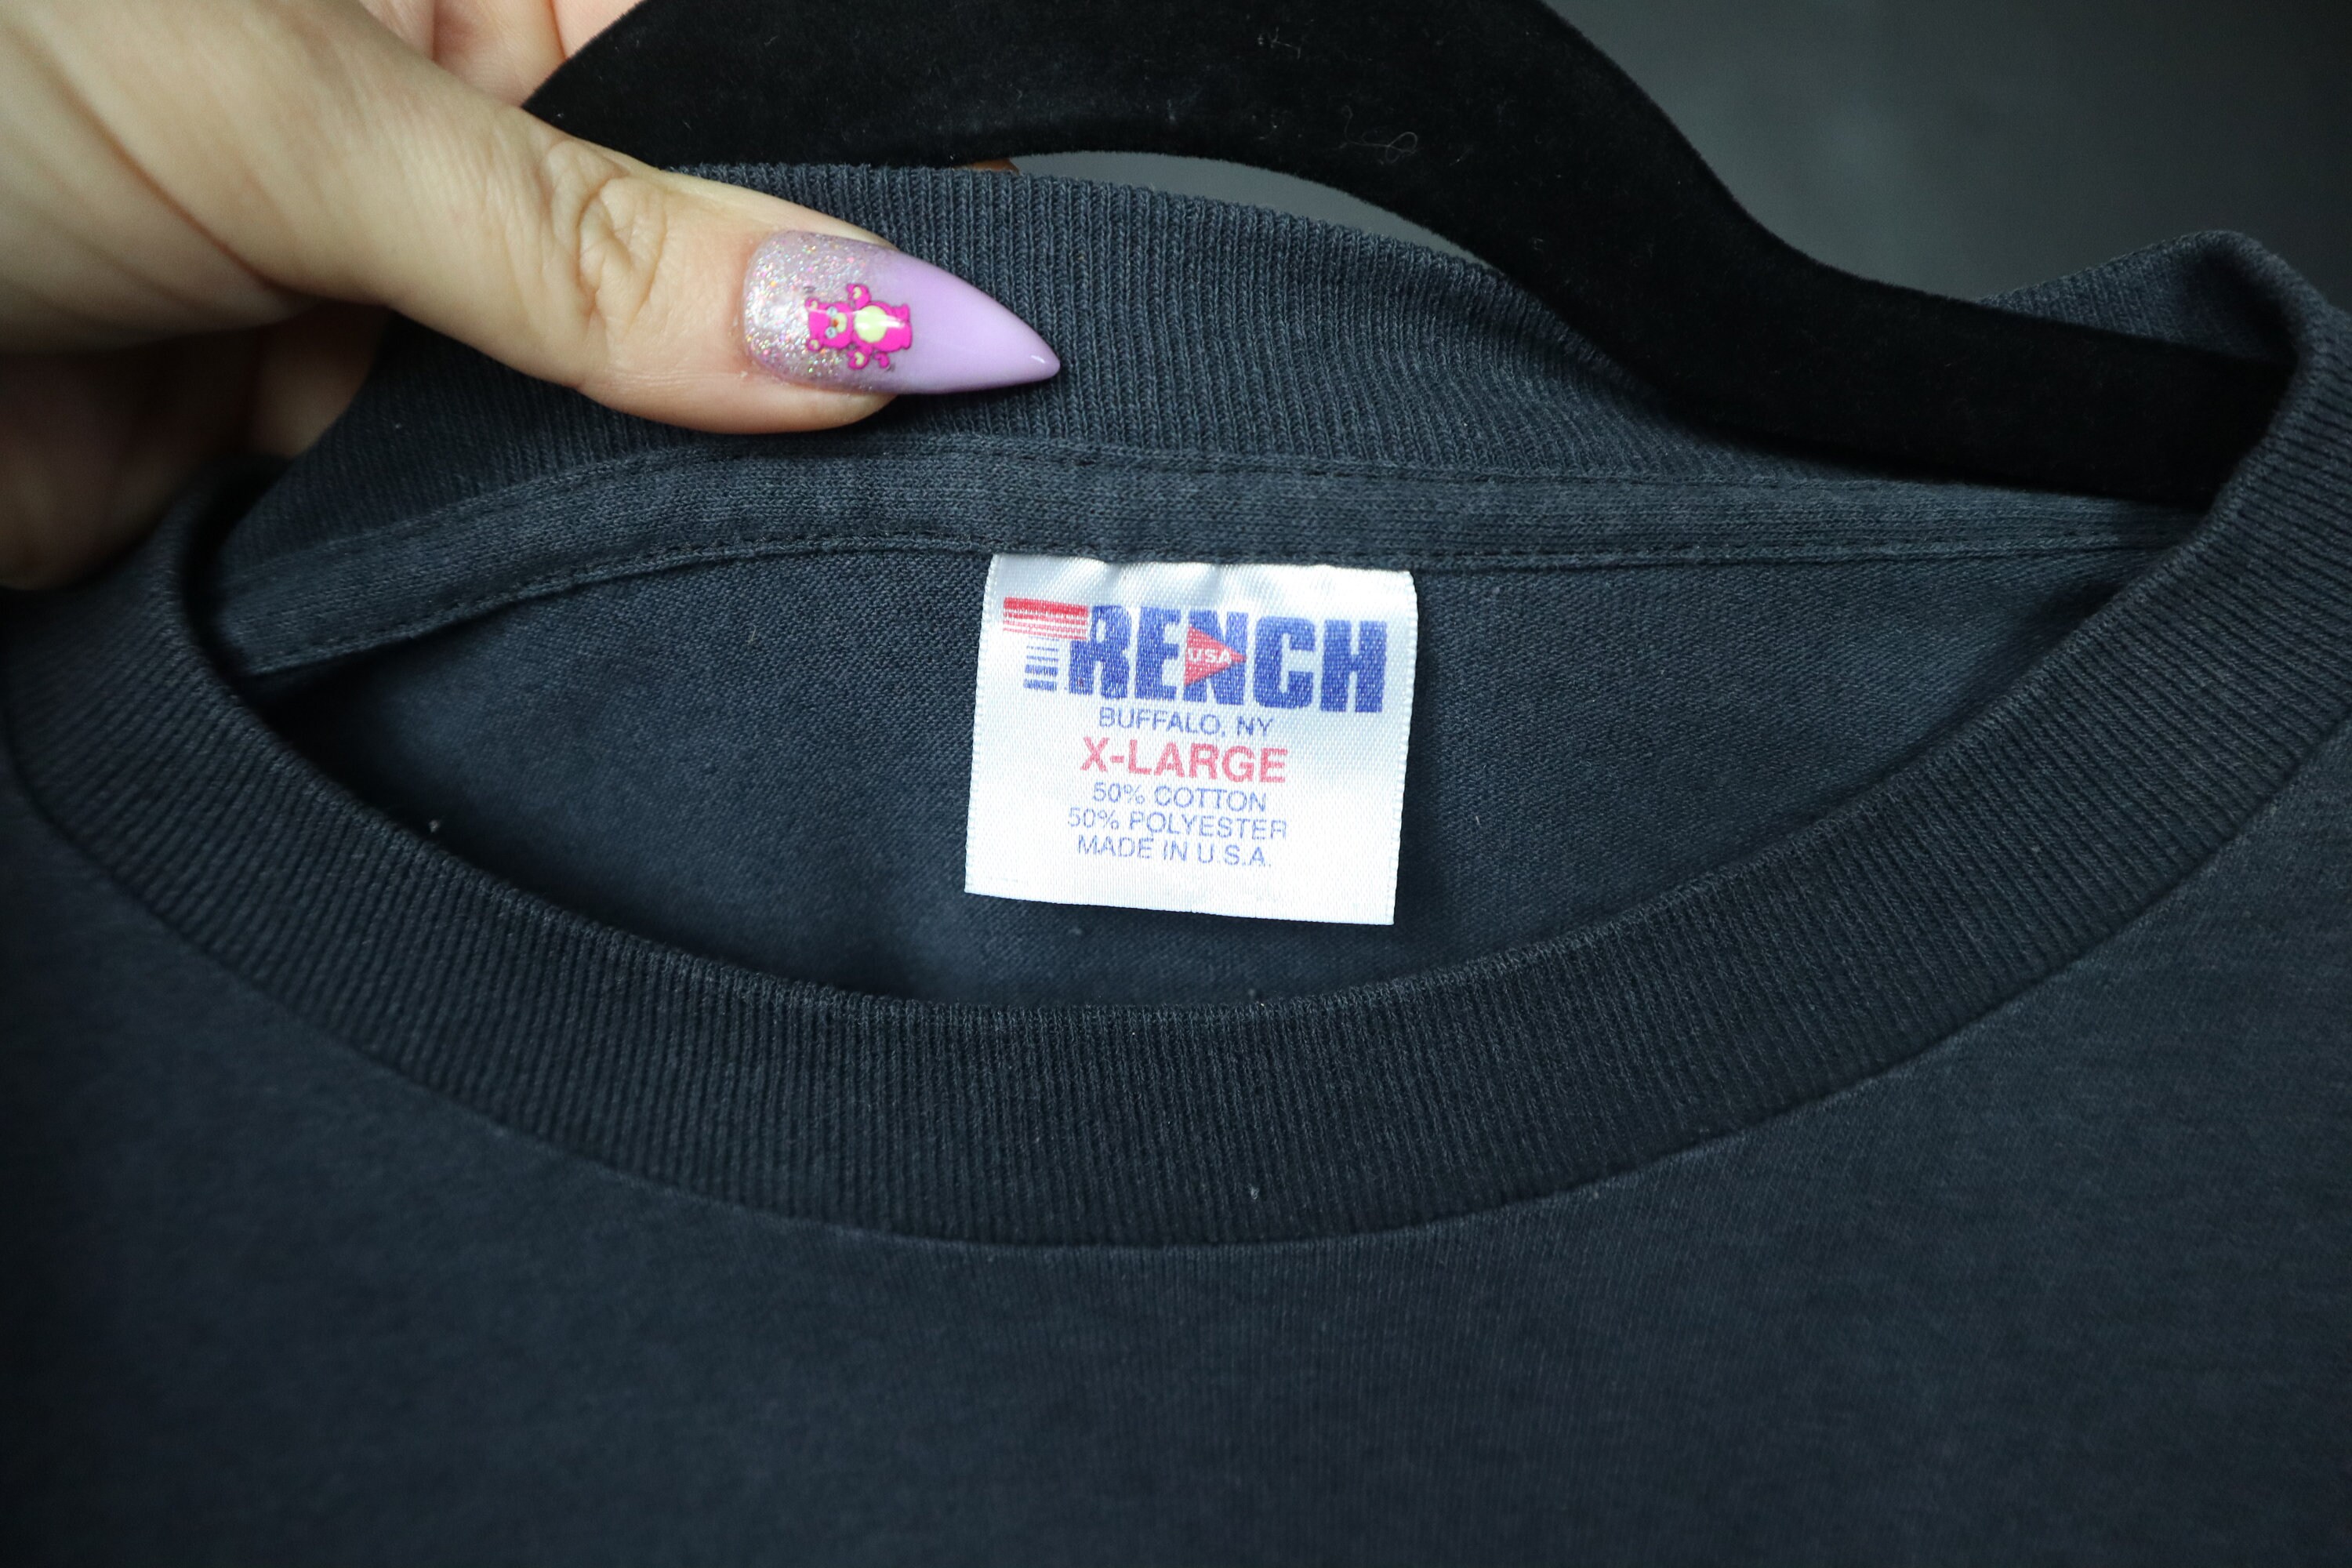 TRENCH
USA
BUFFALO, NY
X-LARGE
50% COTTON
50% POLYESTER
MADE IN U.S.A.